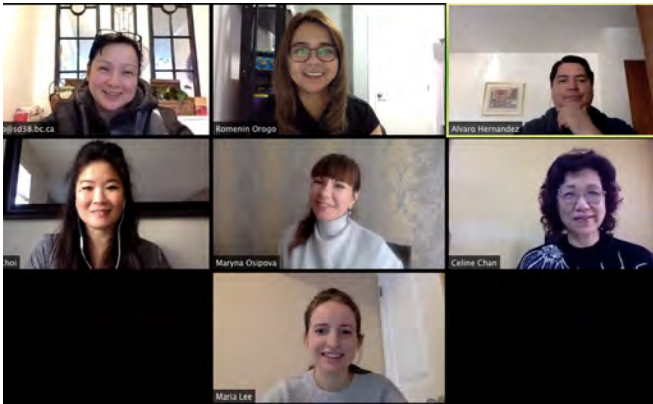 o@sd38.bc.ca
Romenin Orogo
Alvaro Hernandez
Choi
Maryna Osipova
Celine Chan
Maria Lee